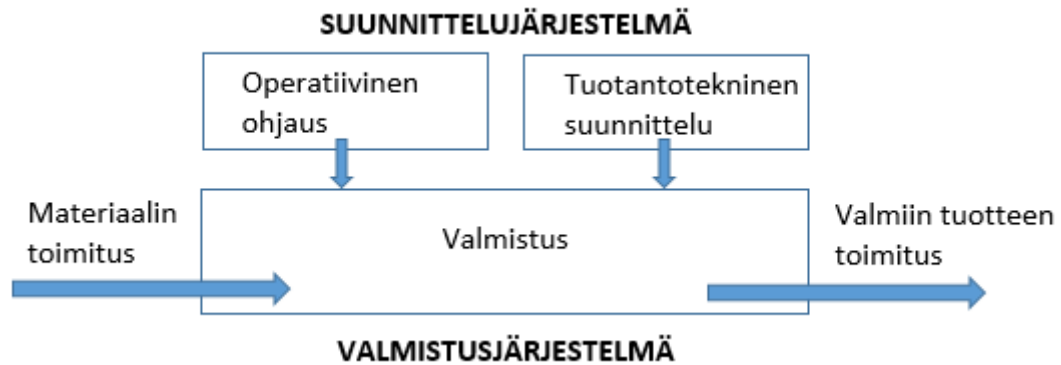 SUUNNITTELUJÄRJESTELMÄ
Operatiivinen
ohjaus
Tuotantotekninen
suunnittelu
Materiaalin
toimitus
Valmistus
Valmiin tuotteen
toimitus
VALMISTUSJÄRJESTELMÄ